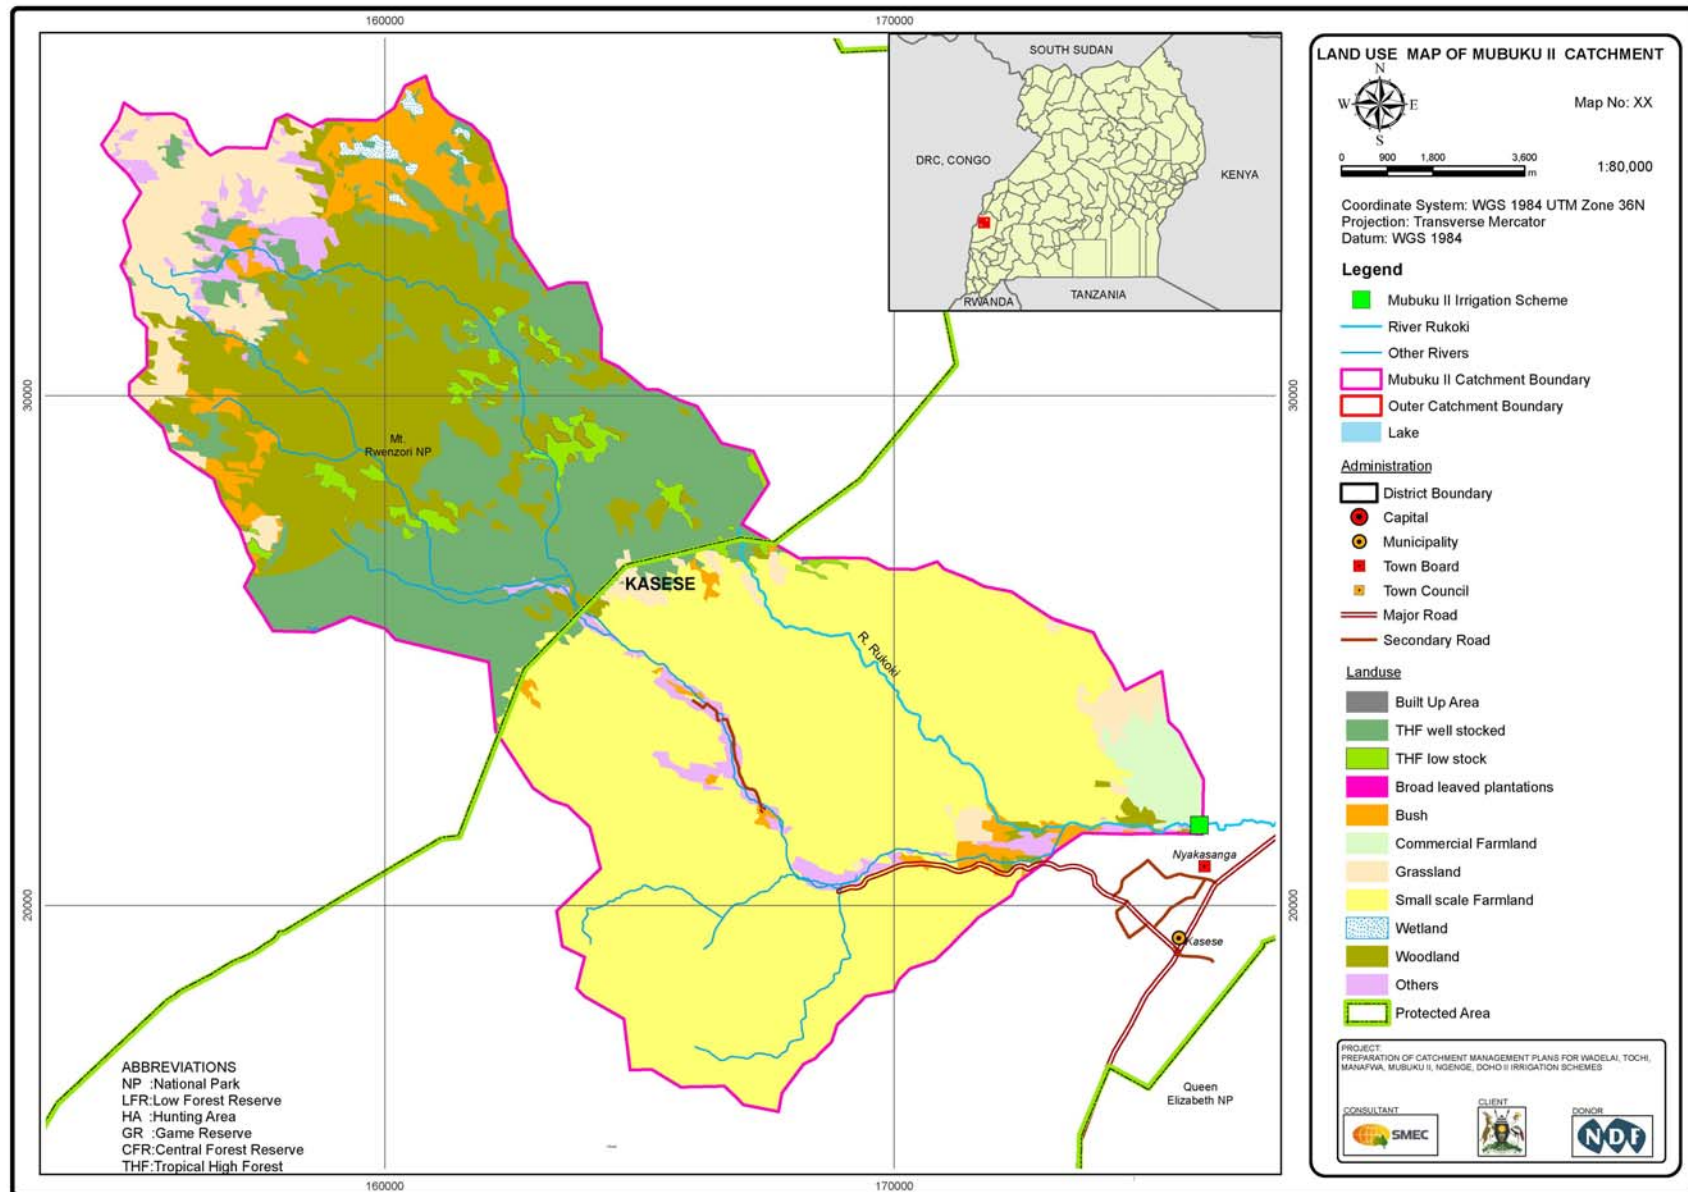 160000
170000
SOUTH SUDAN
DRC, CONGO
KENYA
RWANDA
TANZANIA
30000
30000
Mt.
Rwenzori NP
KASESE
R. Rukoki
Nyakasanga
20000
20000
Kasese
Queen
Elizabeth NP
ABBREVIATIONS
NP :National Park
LFR:Low Forest Reserve
HA :Hunting Area
GR :Game Reserve
CFR:Central Forest Reserve
THF:Tropical High Forest
160000
170000
LAND USE MAP OF MUBUKU II CATCHMENT
N
W E
S
Map No: XX
0 900 1,800 3,600
m
1:80,000
Coordinate System: WGS 1984 UTM Zone 36N
Projection: Transverse Mercator
Datum: WGS 1984
Legend
Mubuku II Irrigation Scheme
River Rukoki
Other Rivers
Mubuku II Catchment Boundary
Outer Catchment Boundary
Lake
Administration
District Boundary
Capital
Municipality
Town Board
Town Council
Major Road
Secondary Road
Landuse
Built Up Area
THF well stocked
THF low stock
Broad leaved plantations
Bush
Commercial Farmland
Grassland
Small scale Farmland
Wetland
Woodland
Others
Protected Area
PROJECT:
PREPARATION OF CATCHMENT MANAGEMENT PLANS FOR WADELAI, TOCHI,
MANAFWA, MUBUKU II, NGENGE, DOHO II IRRIGATION SCHEMES
CONSULTANT
SMEC
CLIENT
DONOR
NDF